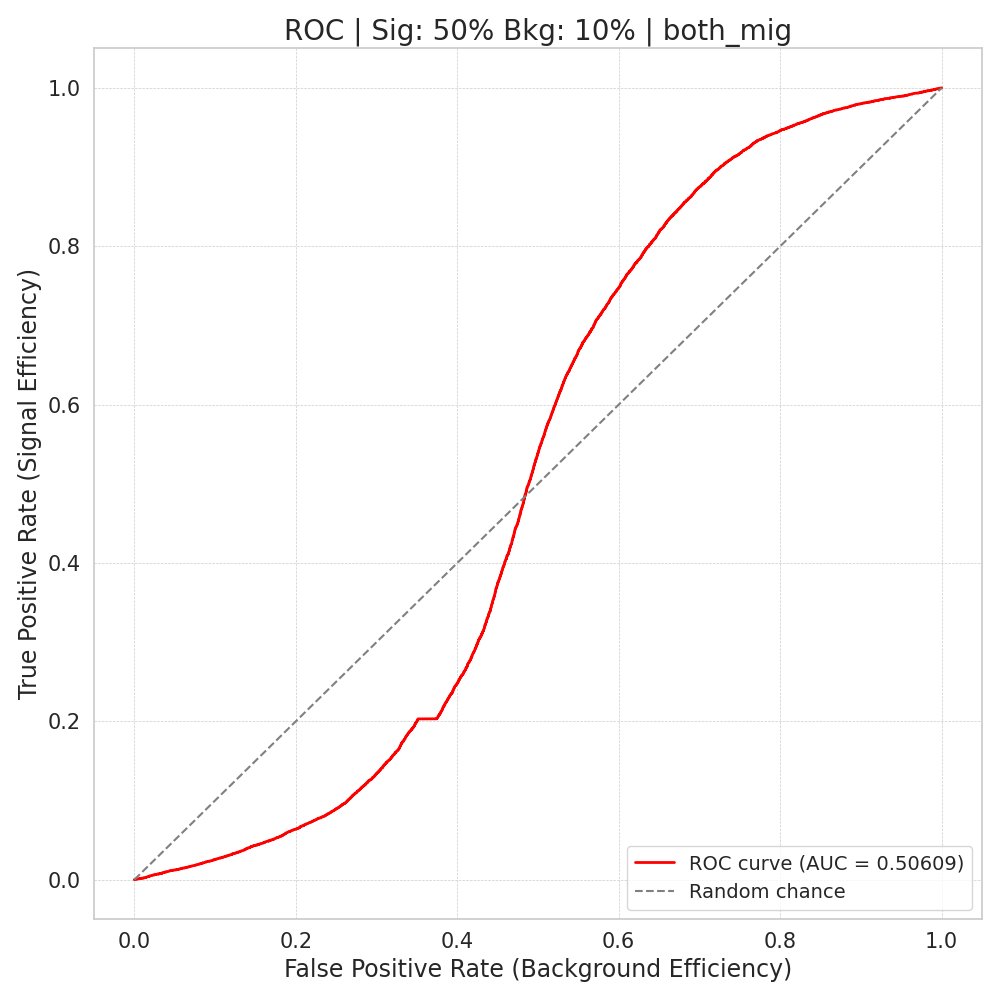 ROC | Sig: 50% Bkg: 10% | both_mig
True Positive Rate (Signal Efficiency)
1.0
0.8
0.6
0.4
0.2
0.0
ROC curve (AUC = 0.50609)
Random chance
0.0 0.2 0.4 0.6 0.8 1.0
False Positive Rate (Background Efficiency)